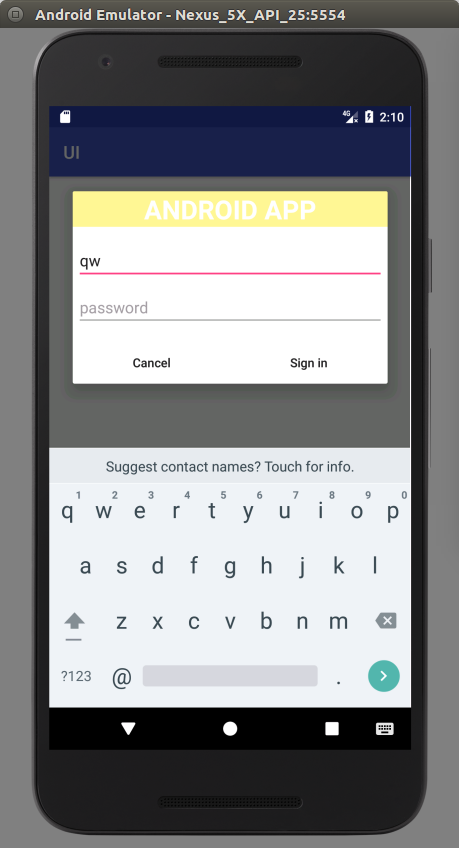 Android Emulator - Nexus_5X_API_25:5554
4G 2:10
UI
ANDROID APP
qw
password
Cancel Sign in
Suggest contact names? Touch for info.
1 2 3 4 5 6 7 8 9 0
q w e r t y u i o p
a s d f g h j k l
z x c v b n m
?123 @ .